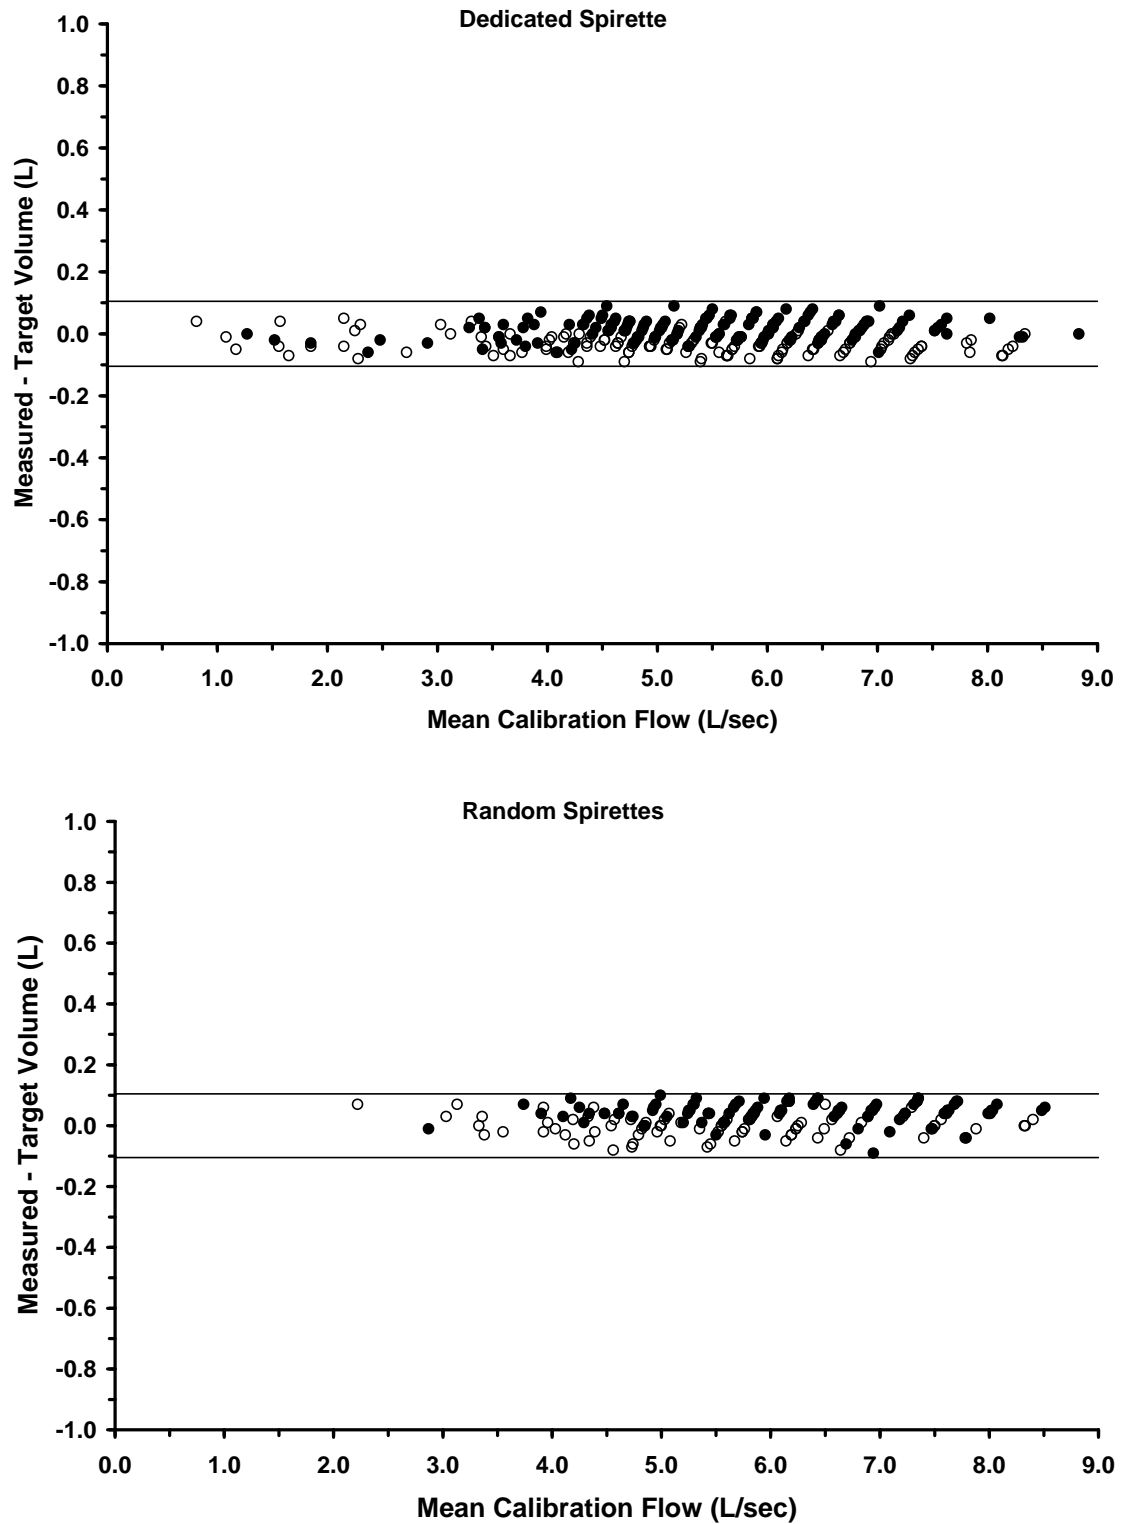 Dedicated Spirette
1.0
0.8
0.6
0.4
0.2
0.0
-0.2
-0.4
-0.6
-0.8
-1.0
Measured - Target Volume (L)
0.0 1.0 2.0 3.0 4.0 5.0 6.0 7.0 8.0 9.0
Mean Calibration Flow (L/sec)
Random Spirettes
1.0
0.8
0.6
0.4
0.2
0.0
-0.2
-0.4
-0.6
-0.8
-1.0
Measured - Target Volume (L)
0.0 1.0 2.0 3.0 4.0 5.0 6.0 7.0 8.0 9.0
Mean Calibration Flow (L/sec)